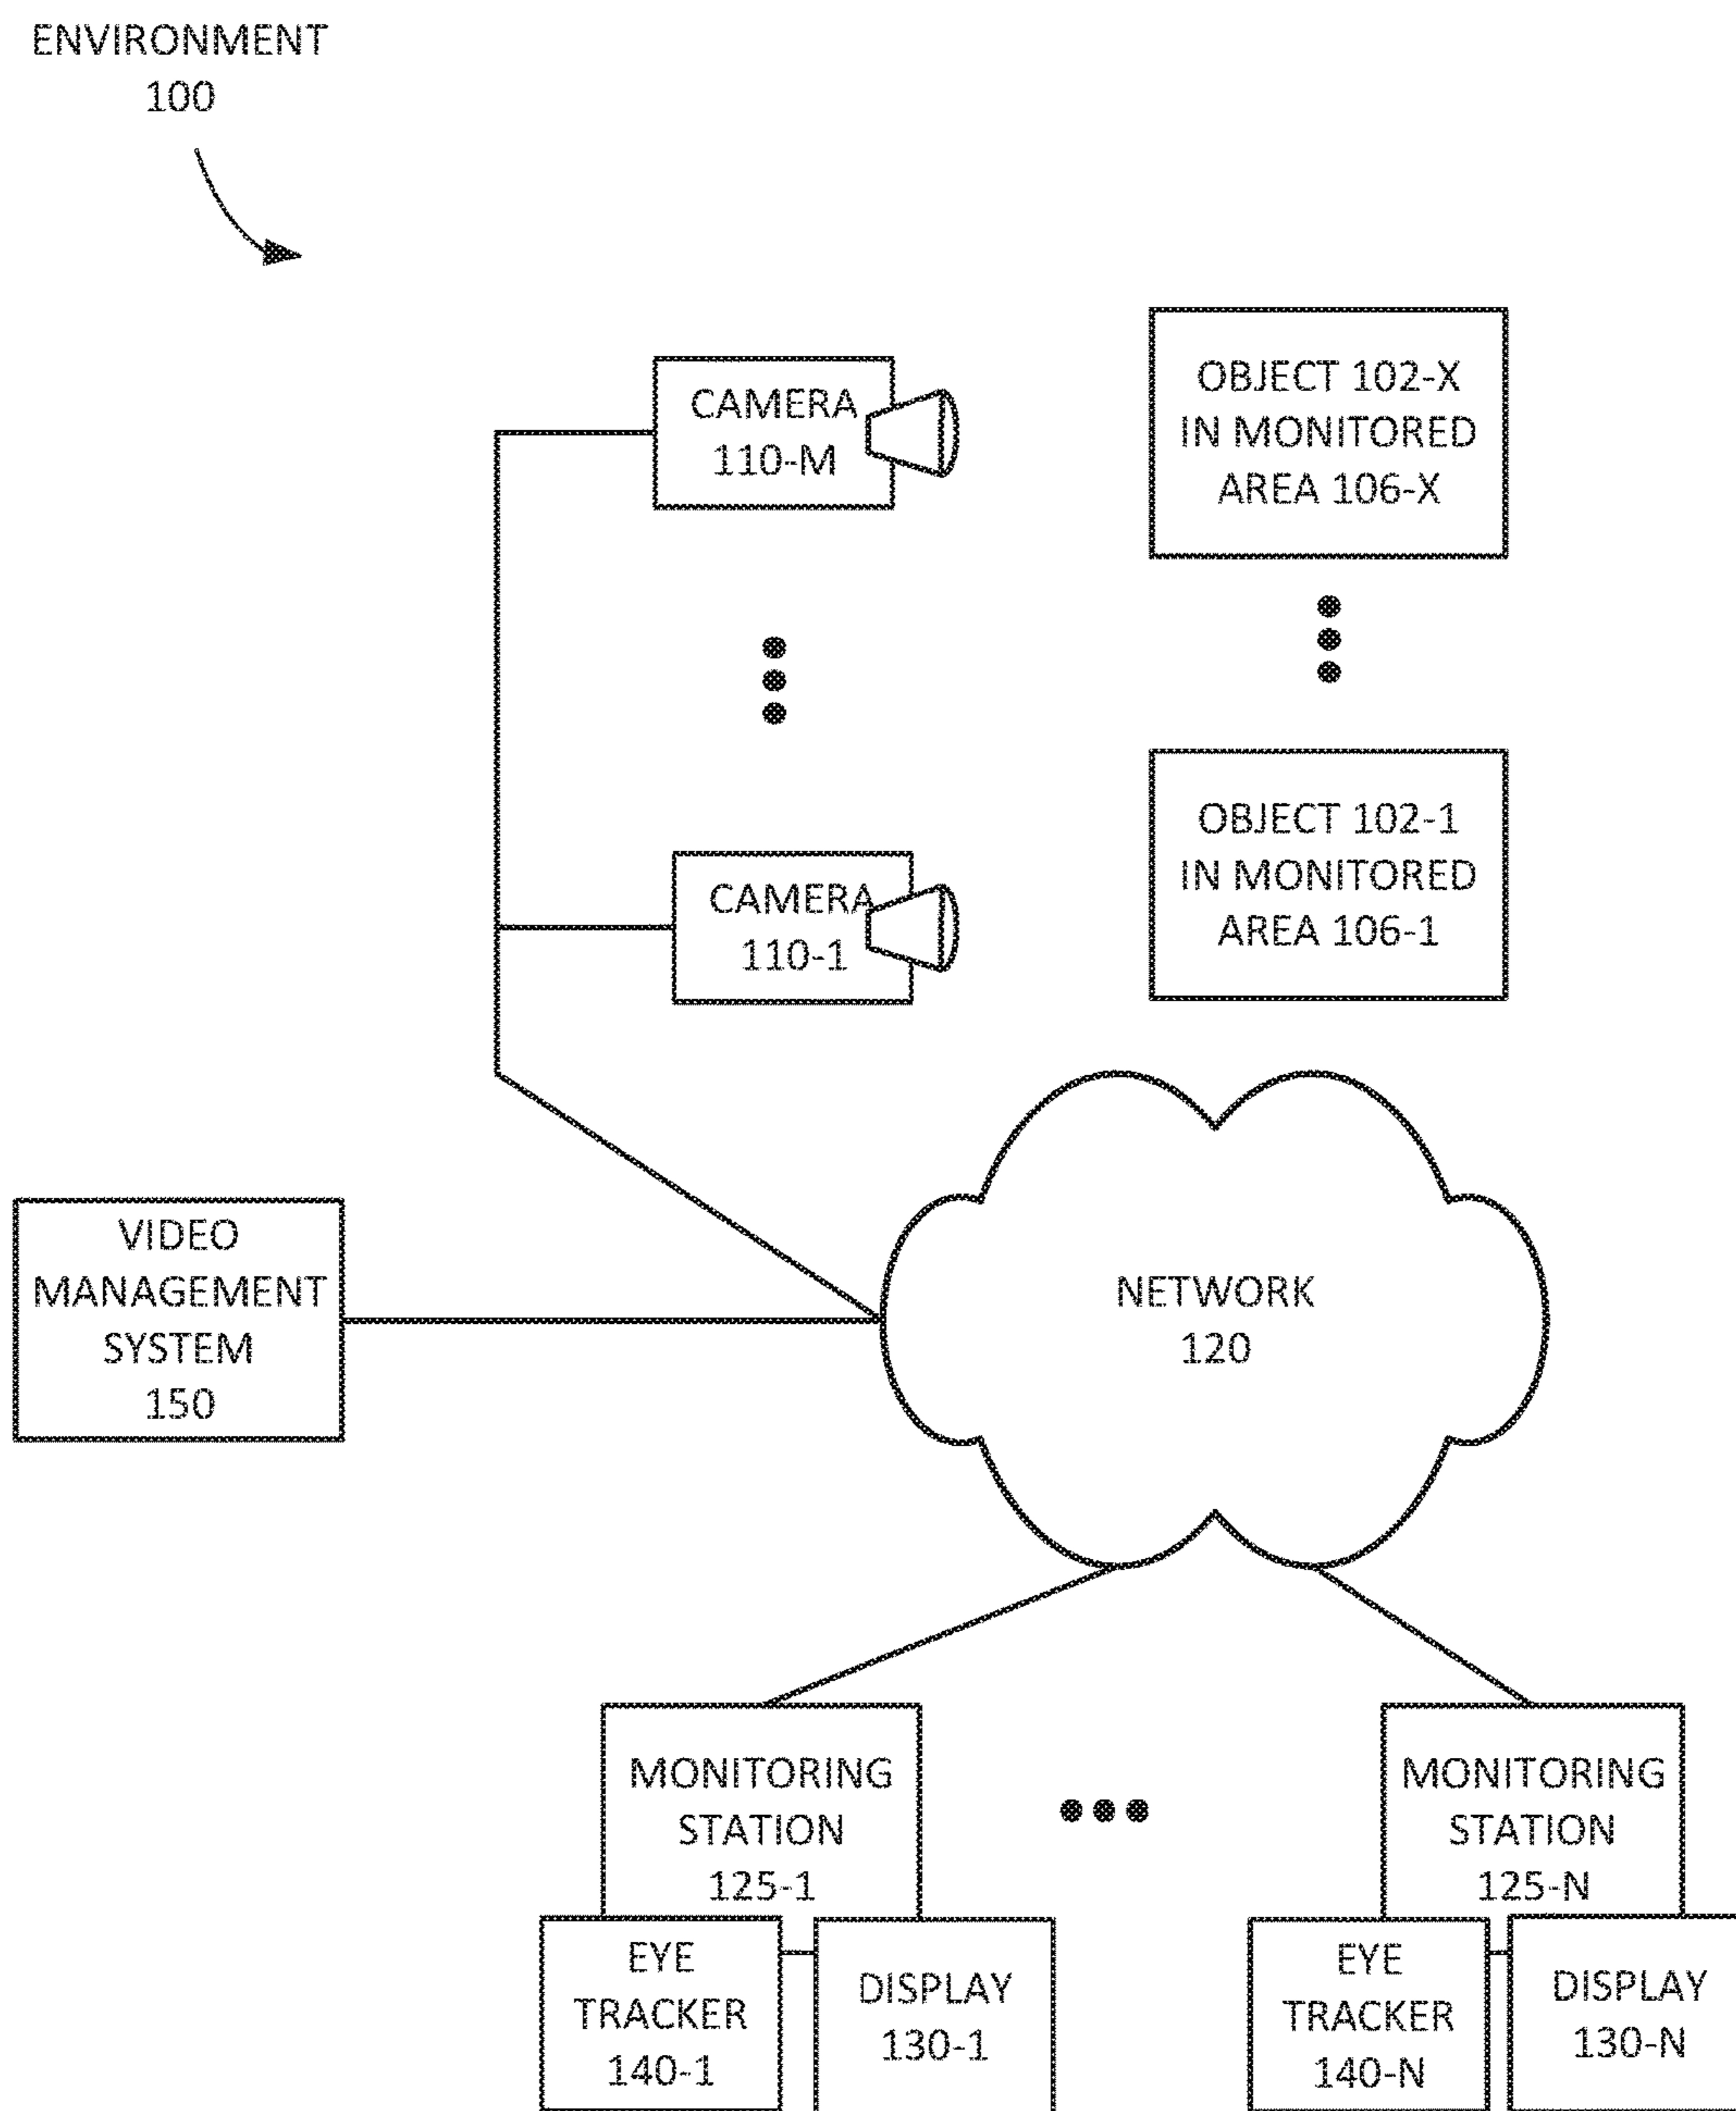 ENVIRONMENT
100
CAMERA
110-M
OBJECT 102-X
IN MONITORED
AREA 106-X
CAMERA
110-1
OBJECT 102-1
IN MONITORED
AREA 106-1
VIDEO
MANAGEMENT
SYSTEM
150
NETWORK
120
MONITORING
STATION
125-1
EYE
TRACKER
140-1
DISPLAY
130-1
MONITORING
STATION
125-N
EYE
TRACKER
140-N
DISPLAY
130-N